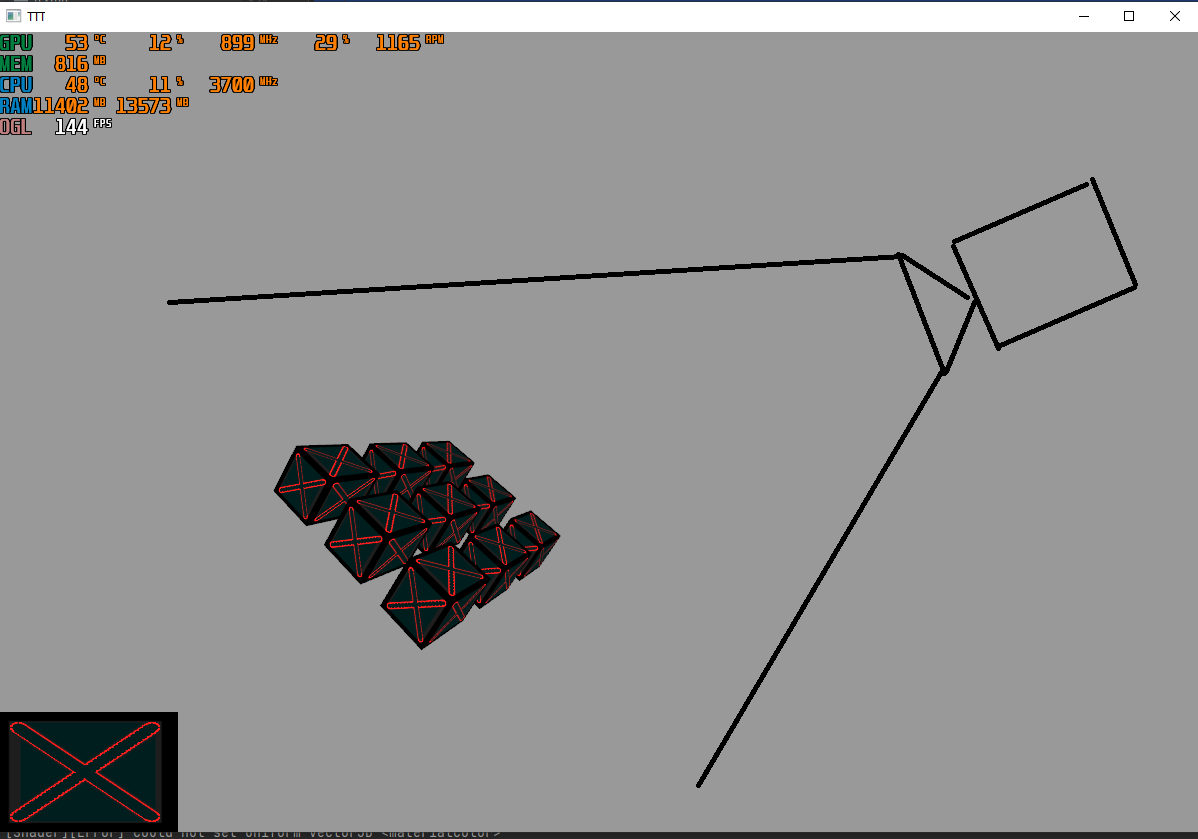 TTT
GPU 53 °C 12 % 899 MHz 29 % 1165 RPM
MEM 816 MB
CPU 48 °C 11 % 3700 MHz
RAM 11402 MB 13573 MB
OGL 144 FPS
[Shader][Error] Could not set Uniform Vector3D <materialColor>